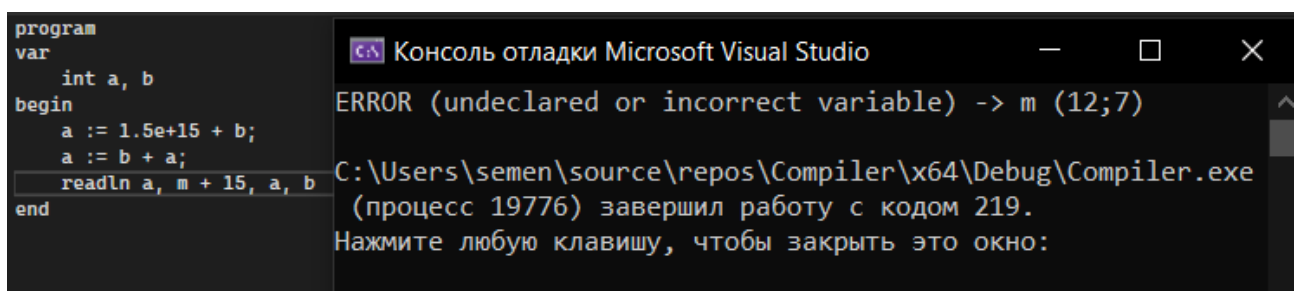 program
var
    int a, b
begin
    a := 1.5e+15 + b;
    a := b + a;
    readln a, m + 15, a, b
end
Консоль отладки Microsoft Visual Studio
ERROR (undeclared or incorrect variable) -> m (12;7)
C:\Users\semen\source\repos\Compiler\x64\Debug\Compiler.exe
(процесс 19776) завершил работу с кодом 219.
Нажмите любую клавишу, чтобы закрыть это окно: